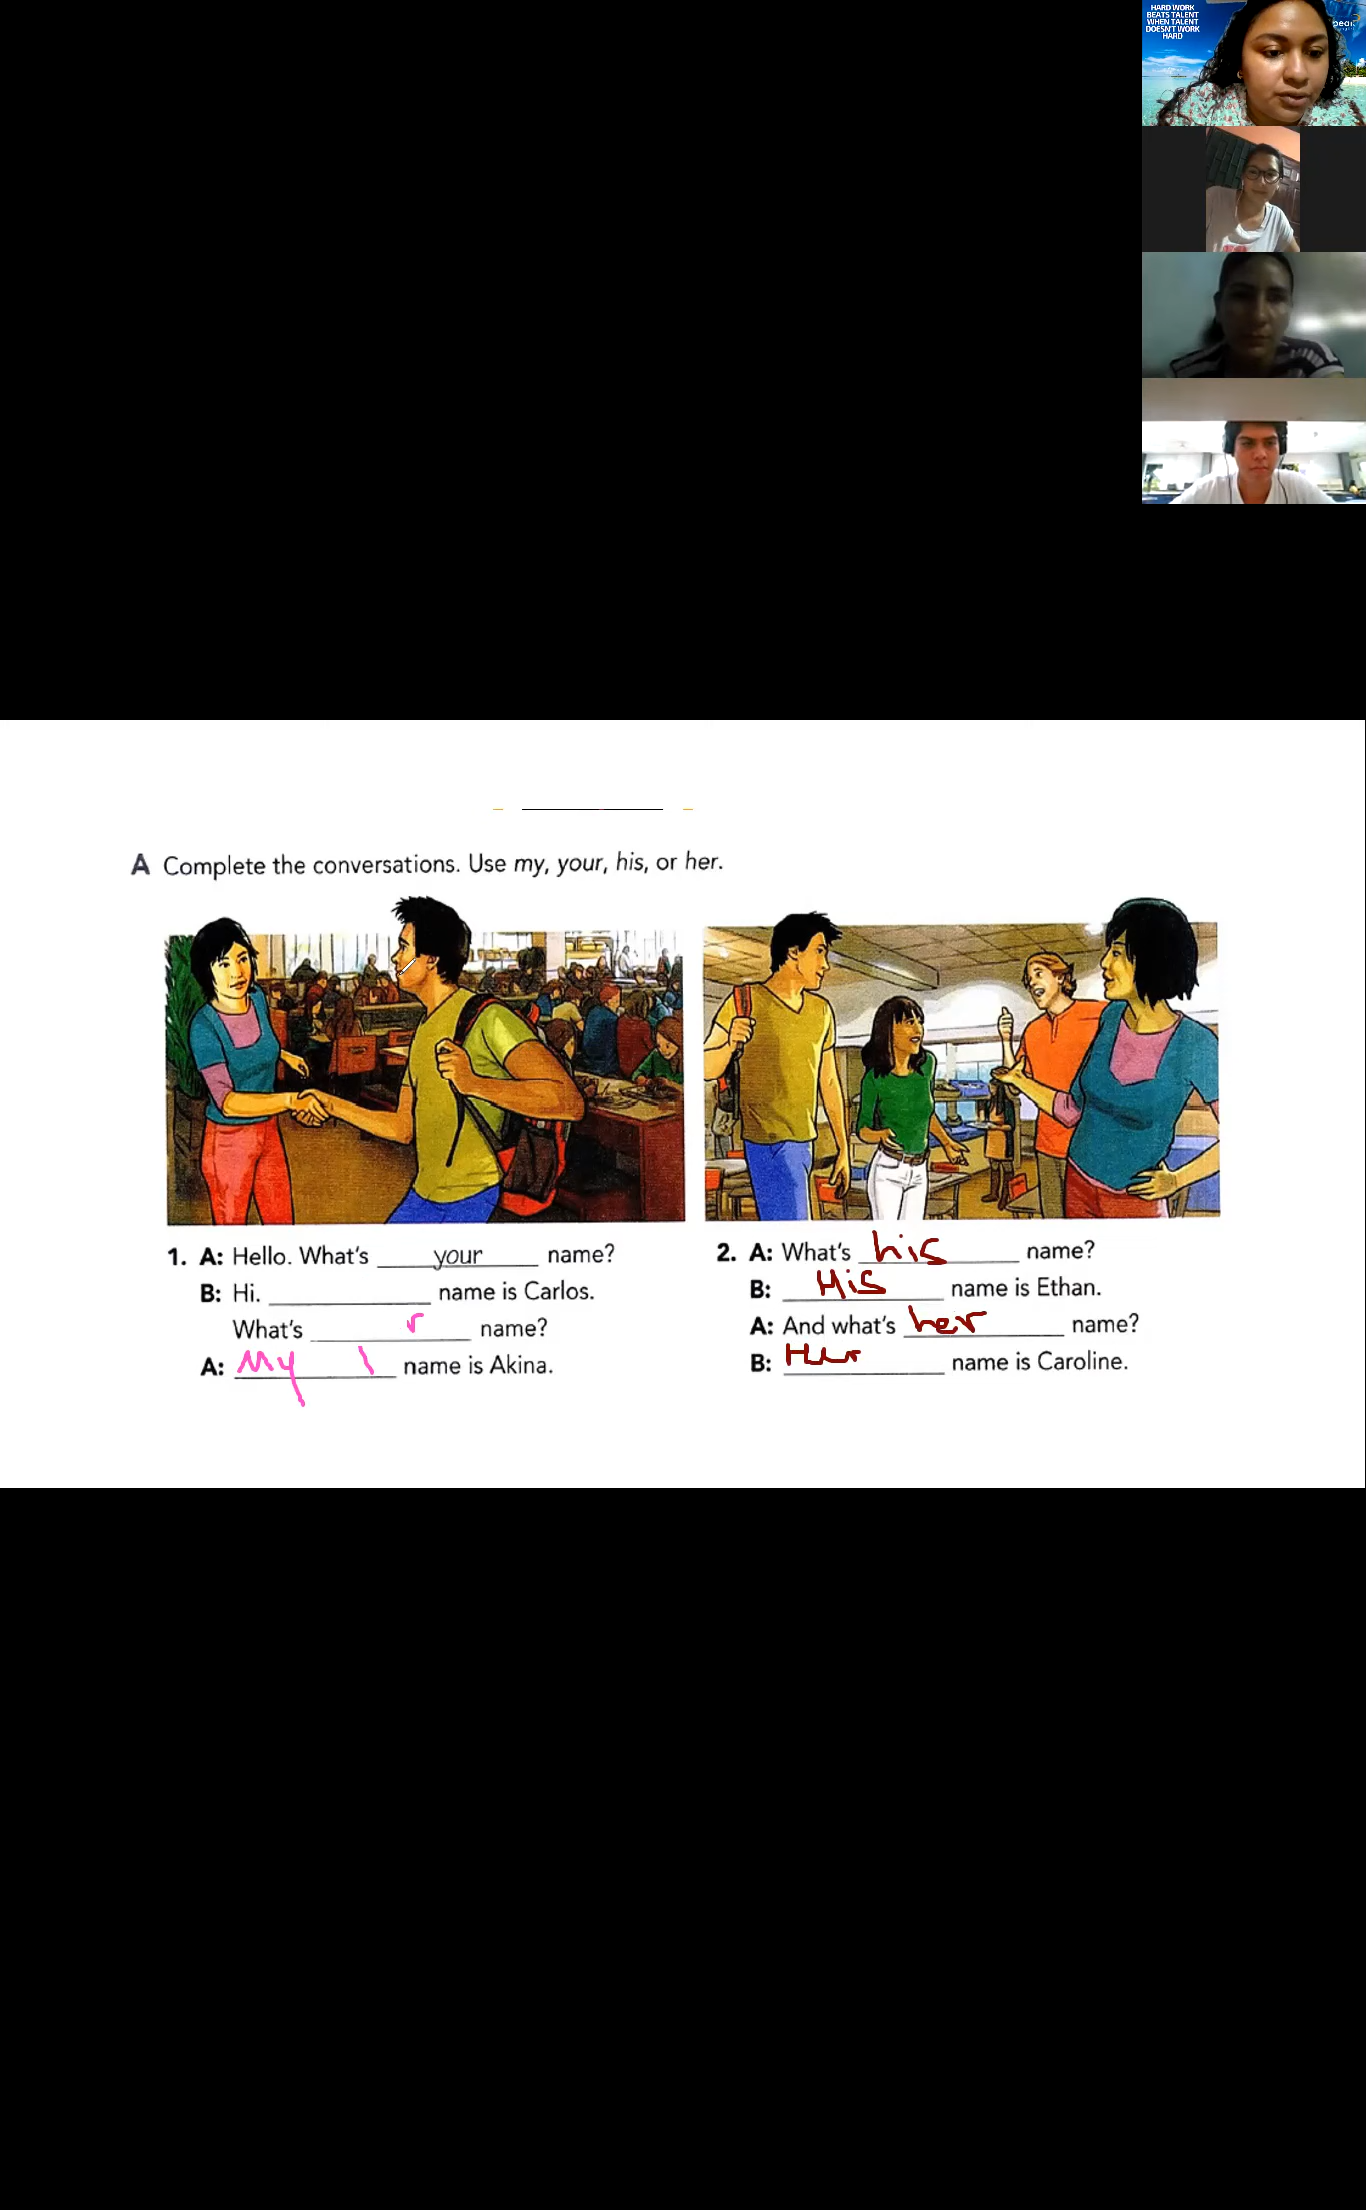 HARD WORK
BEATS TALENT
WHEN TALENT
DOESN'T WORK
HARD
A Complete the conversations. Use my, your, his, or her.
1. A: Hello. What's your name?
B: Hi. ____________ name is Carlos.
What's ____________ r name?
A: My name is Akina.
2. A: What's his name?
B: His name is Ethan.
A: And what's her name?
B: Her name is Caroline.